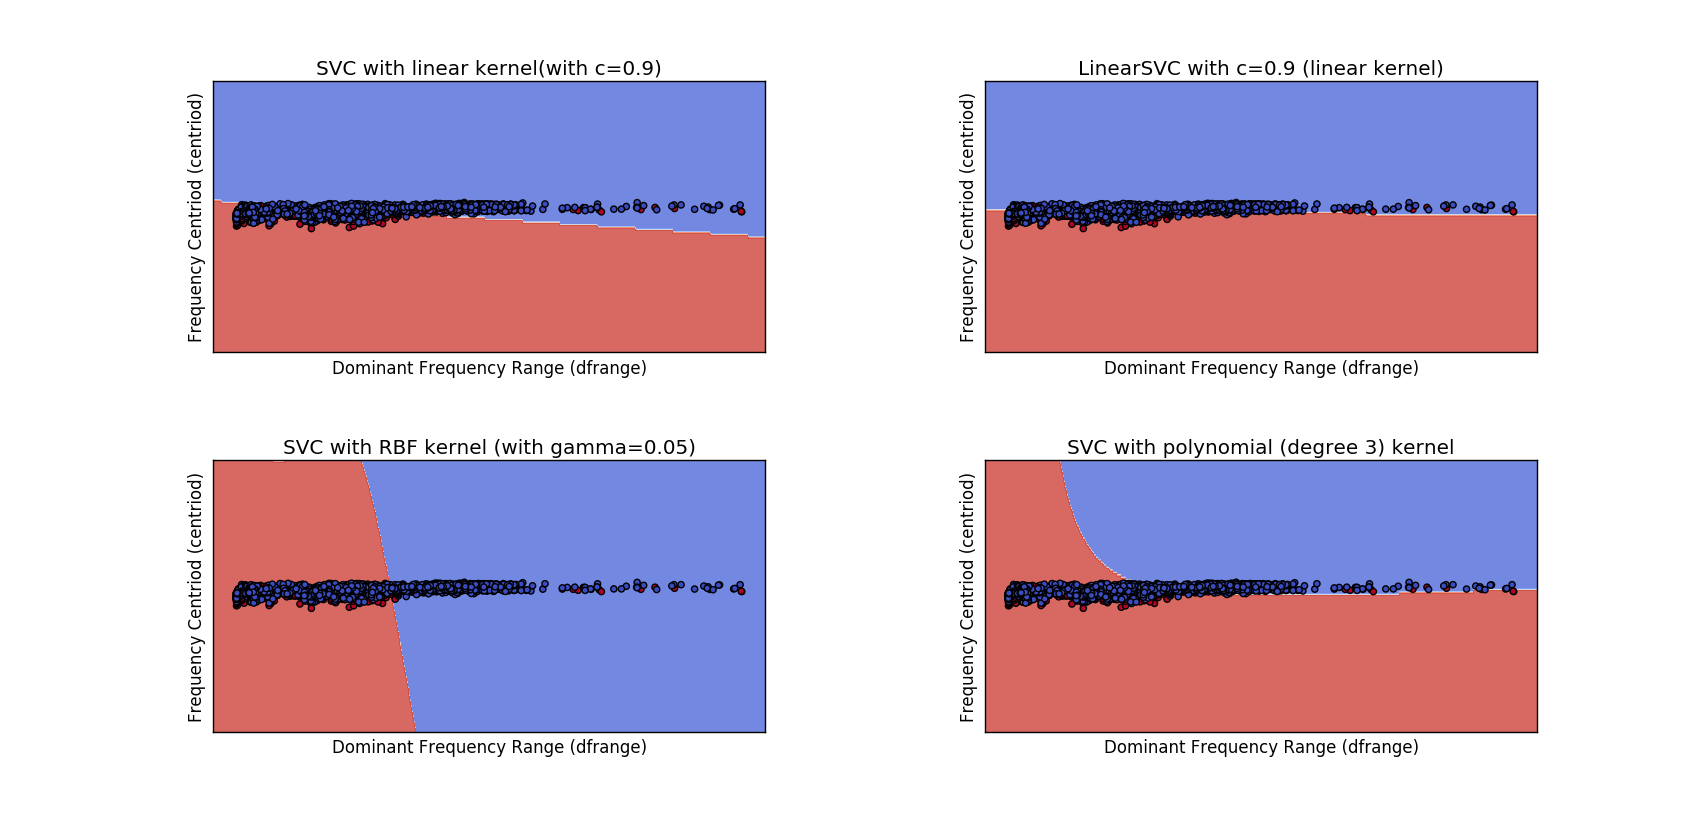 SVC with linear kernel(with c=0.9)
Frequency Centriod (centriod)
Dominant Frequency Range (dfrange)
LinearSVC with c=0.9 (linear kernel)
Frequency Centriod (centriod)
Dominant Frequency Range (dfrange)
SVC with RBF kernel (with gamma=0.05)
Frequency Centriod (centriod)
Dominant Frequency Range (dfrange)
SVC with polynomial (degree 3) kernel
Frequency Centriod (centriod)
Dominant Frequency Range (dfrange)